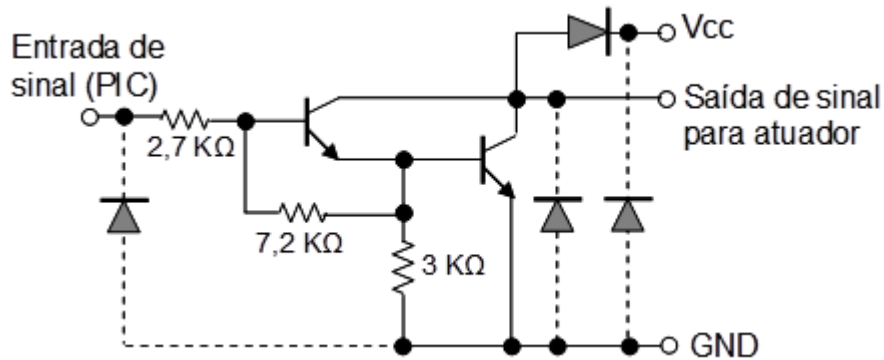 Entrada de
sinal (PIC)
Vcc
Saída de sinal
para atuador
2,7 KΩ
7,2 KΩ
3 KΩ
GND